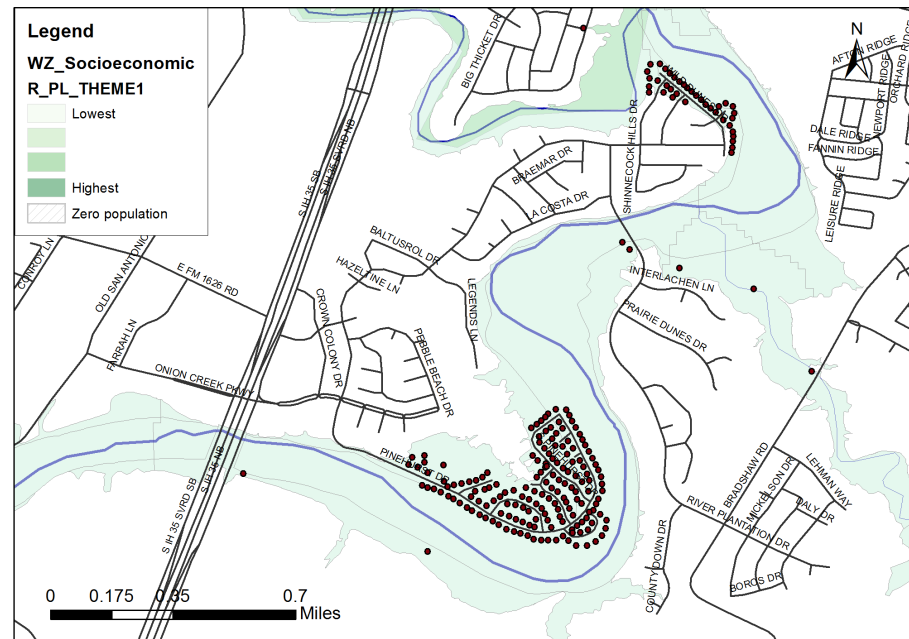 Legend
WZ_Socioeconomic
R_PL_THEME1
Lowest
Highest
Zero population
N
BIG THICKET DR
AFTON RIDGE
ORCHARD RIDGE
NEWPORT RIDGE
DALE RIDGE
FANNIN RIDGE
LEISURE RIDGE
S IH 35 SB
S IH 35 SVRD NB
SHINNECOCK HILLS DR
BRAEMAR DR
LA COSTA DR
BALTUSROL DR
HAZELTINE LN
LEGENDS LN
CONROY LN
OLD SAN ANTONIO
E FM 1626 RD
INTERLACHEN LN
PRAIRIE DUNES DR
FARRAH LN
CROWN COLONY DR
PEBBLE BEACH DR
ONION CREEK PKWY
PINEHURST DR
S IH 35 SVRD SB
S IH 35 NB
BRADSHAW RD
MICKELSON DR
LEHMAN WAY
DALY DR
RIVER PLANTATION DR
COUNTY DOWN DR
BOROS DR
0 0.175 0.35 0.7
Miles